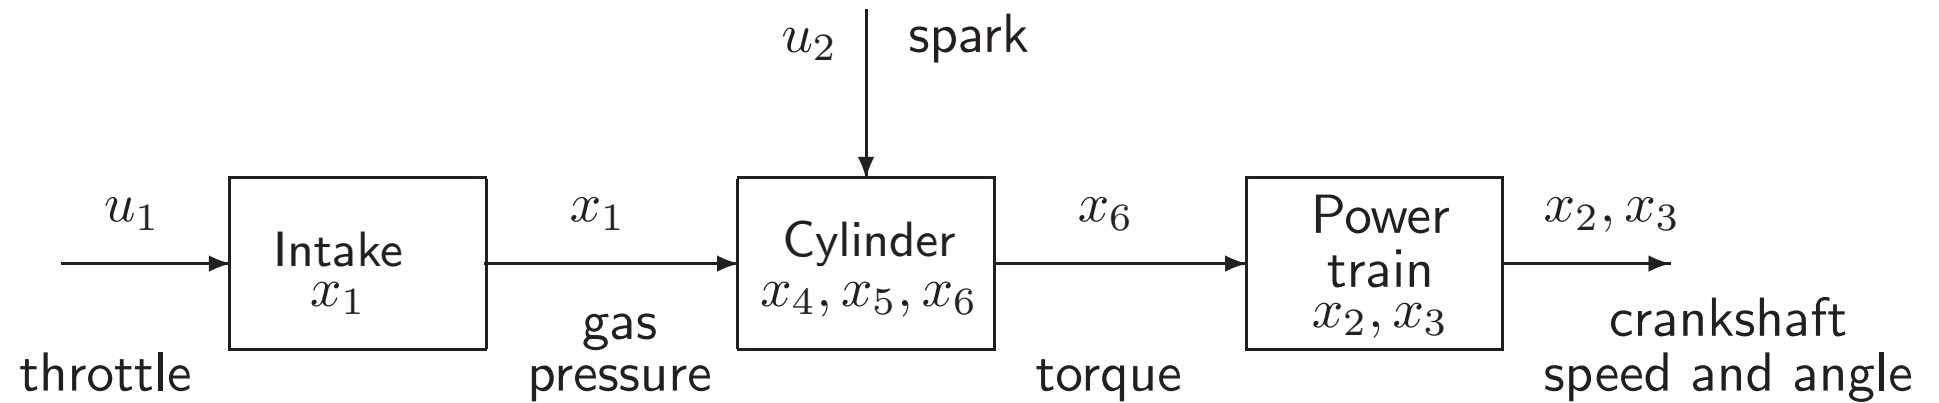 u₂ spark
u₁
Intake
x₁
throttle
x₁
gas
pressure
Cylinder
x₄, x₅, x₆
x₆
torque
Power
train
x₂, x₃
x₂, x₃
crankshaft
speed and angle